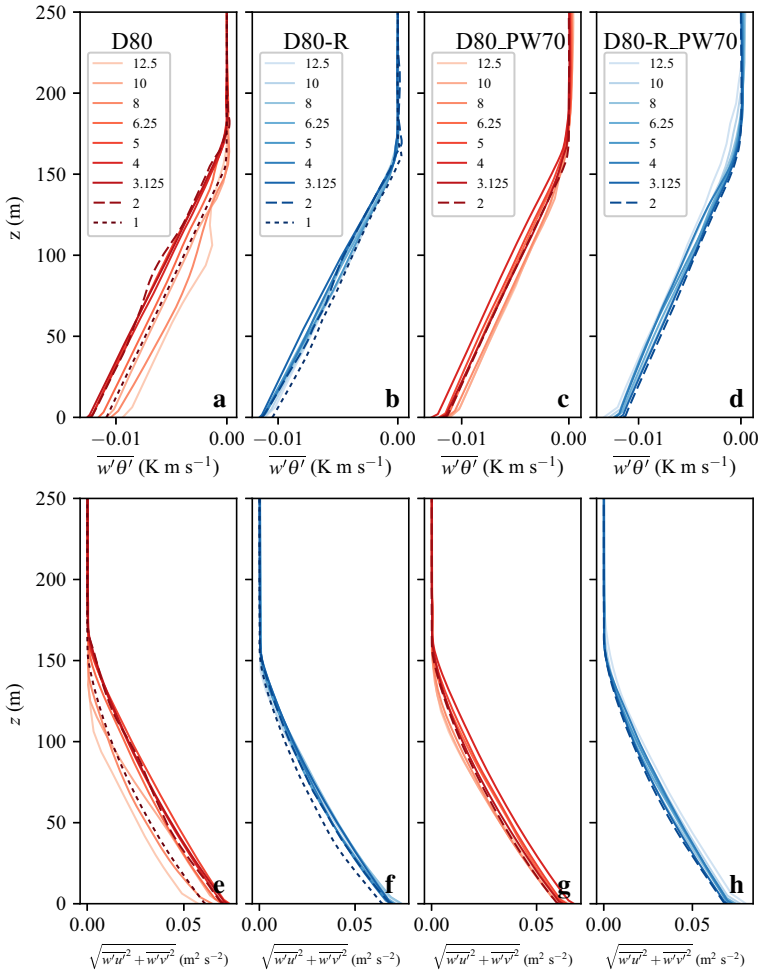 D80
D80-R
D80_PW70
D80-R_PW70
12.5
10
8
6.25
5
4
3.125
2
1
12.5
10
8
6.25
5
4
3.125
2
1
12.5
10
8
6.25
5
4
3.125
2
12.5
10
8
6.25
5
4
3.125
2
250
200
150
100
50
0
z (m)
a
b
c
d
−0.01 0.00
−0.01 0.00
−0.01 0.00
−0.01 0.00
w′θ′ (K m s⁻¹)
w′θ′ (K m s⁻¹)
w′θ′ (K m s⁻¹)
w′θ′ (K m s⁻¹)
250
200
150
100
50
0
z (m)
e
f
g
h
0.00 0.05
0.00 0.05
0.00 0.05
0.00 0.05
√w′u′² + w′v′² (m² s⁻²)
√w′u′² + w′v′² (m² s⁻²)
√w′u′² + w′v′² (m² s⁻²)
√w′u′² + w′v′² (m² s⁻²)